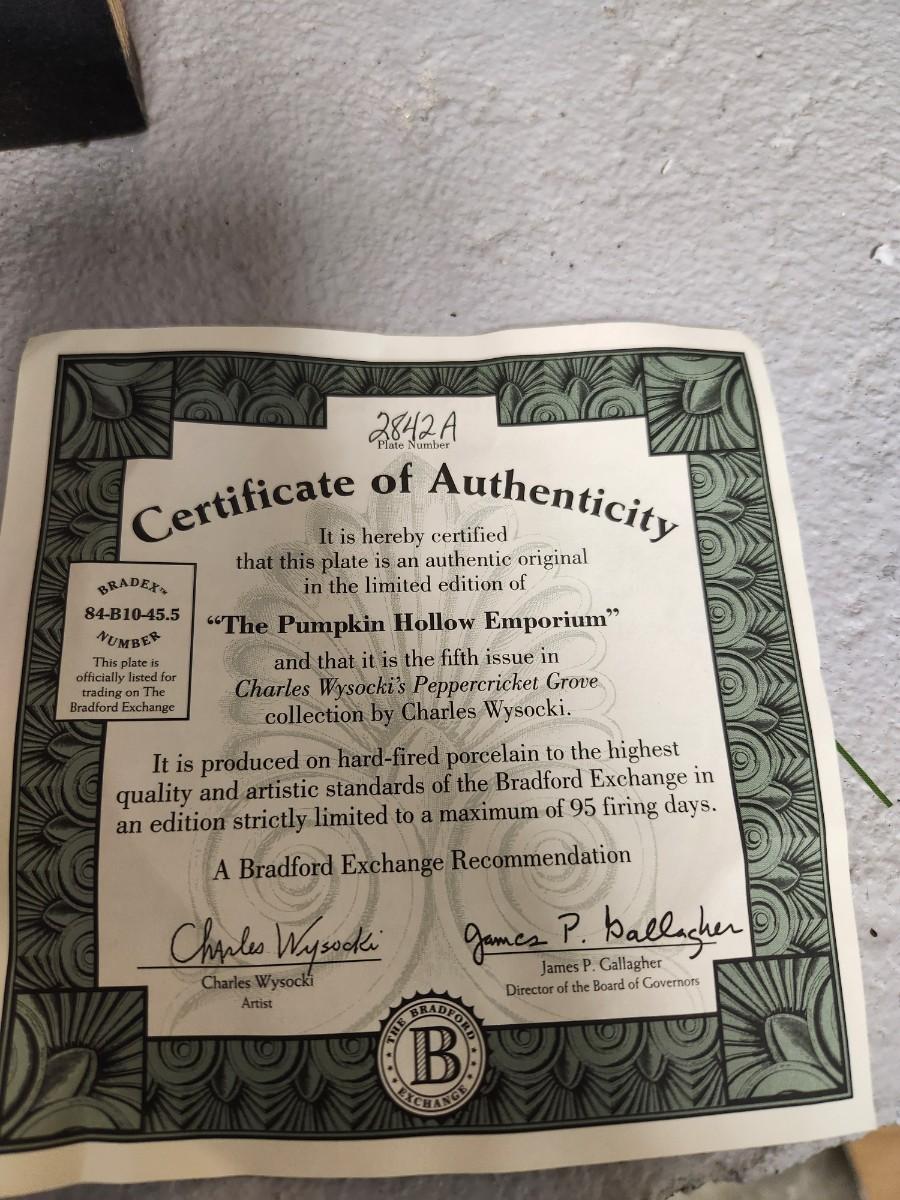 2842A
Plate Number
Certificate of Authenticity
It is hereby certified
that this plate is an authentic original
in the limited edition of
“The Pumpkin Hollow Emporium”
and that it is the fifth issue in
Charles Wysocki’s Peppercricket Grove
collection by Charles Wysocki.
BRADEX™
84-B10-45.5
NUMBER
This plate is
officially listed for
trading on The
Bradford Exchange
It is produced on hard-fired porcelain to the highest
quality and artistic standards of the Bradford Exchange in
an edition strictly limited to a maximum of 95 firing days.
A Bradford Exchange Recommendation
Charles Wysocki
Charles Wysocki
Artist
James P. Gallagher
James P. Gallagher
Director of the Board of Governors
THE BRADFORD
B
EXCHANGE